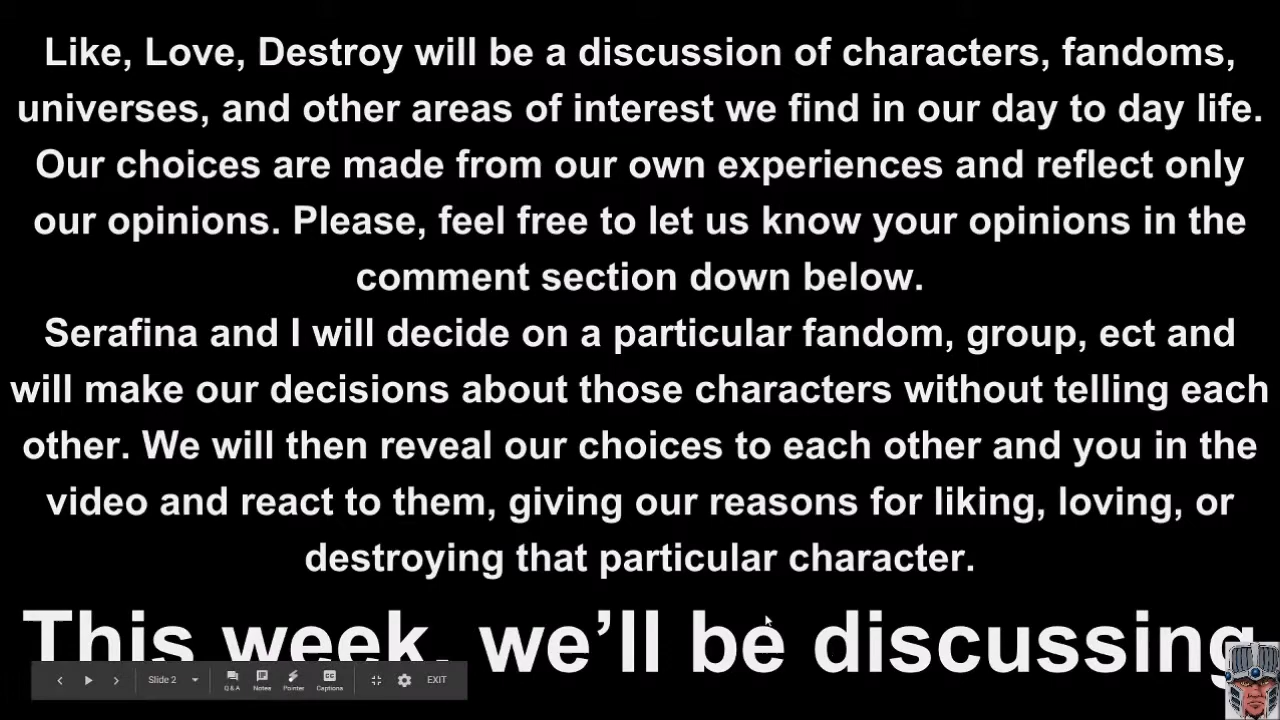 Like, Love, Destroy will be a discussion of characters, fandoms,
universes, and other areas of interest we find in our day to day life.
Our choices are made from our own experiences and reflect only
our opinions. Please, feel free to let us know your opinions in the
comment section down below.
Serafina and I will decide on a particular fandom, group, ect and
will make our decisions about those characters without telling each
other. We will then reveal our choices to each other and you in the
video and react to them, giving our reasons for liking, loving, or
destroying that particular character.
This week, we’ll be discussing
Slide 2
Q&A
Notes
Pointer
CC
Captions
EXIT